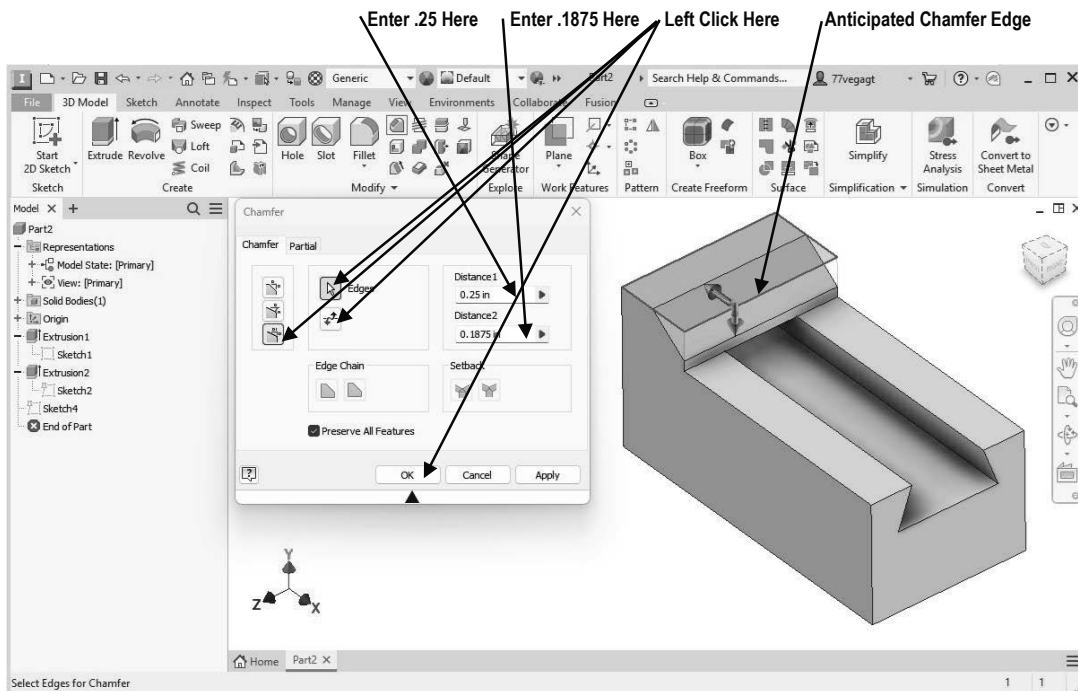 Enter .25 Here Enter .1875 Here Left Click Here Anticipated Chamfer Edge
Generic Default Part2 Search Help & Commands... 77vegagt
File 3D Model Sketch Annotate Inspect Tools Manage View Environments Collaborate Fusion
Start
2D Sketch
Extrude Revolve
Sweep
Loft
Coil
Hole Slot Fillet
Shape
Generator
Plane
Box
Simplify
Stress
Analysis
Convert to
Sheet Metal
Sketch Create Modify Explore Work Features Pattern Create Freeform Surface Simplification Simulation Convert
Model
Part2
Representations
Model State: [Primary]
View: [Primary]
Solid Bodies(1)
Origin
Extrusion1
Sketch1
Extrusion2
Sketch2
Sketch4
End of Part
Chamfer
Chamfer Partial
Edges
Distance1
0.25 in
Distance2
0.1875 in
Edge Chain
Setback
Preserve All Features
OK Cancel Apply
Y
Z X
Home Part2
Select Edges for Chamfer 1 1